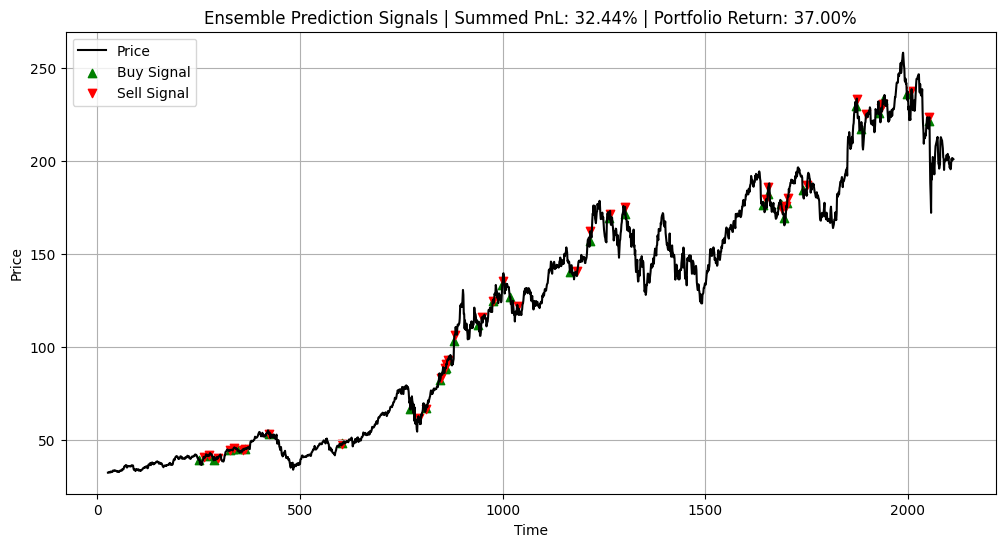 Ensemble Prediction Signals | Summed PnL: 32.44% | Portfolio Return: 37.00%
Price
Buy Signal
Sell Signal
250
200
150
100
50
Price
0 500 1000 1500 2000
Time